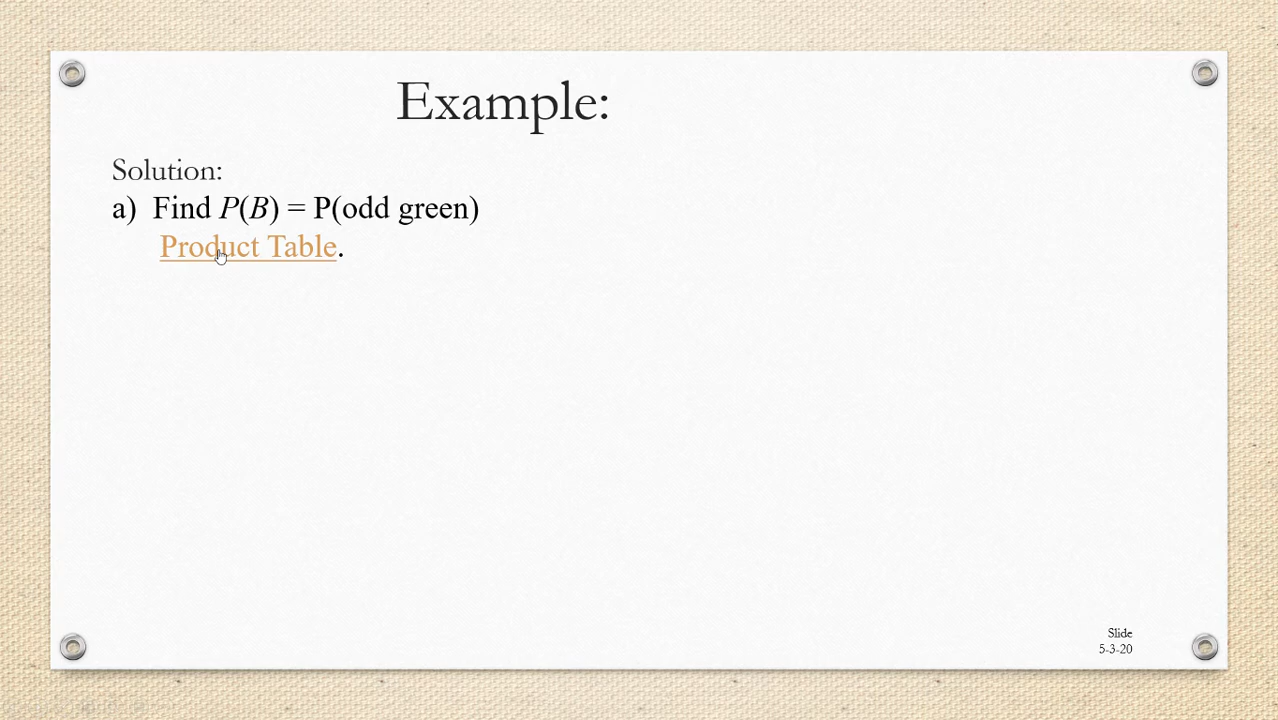 Example:
Solution:
a) Find P(B) = P(odd green)
Product Table.
Slide
5-3-20